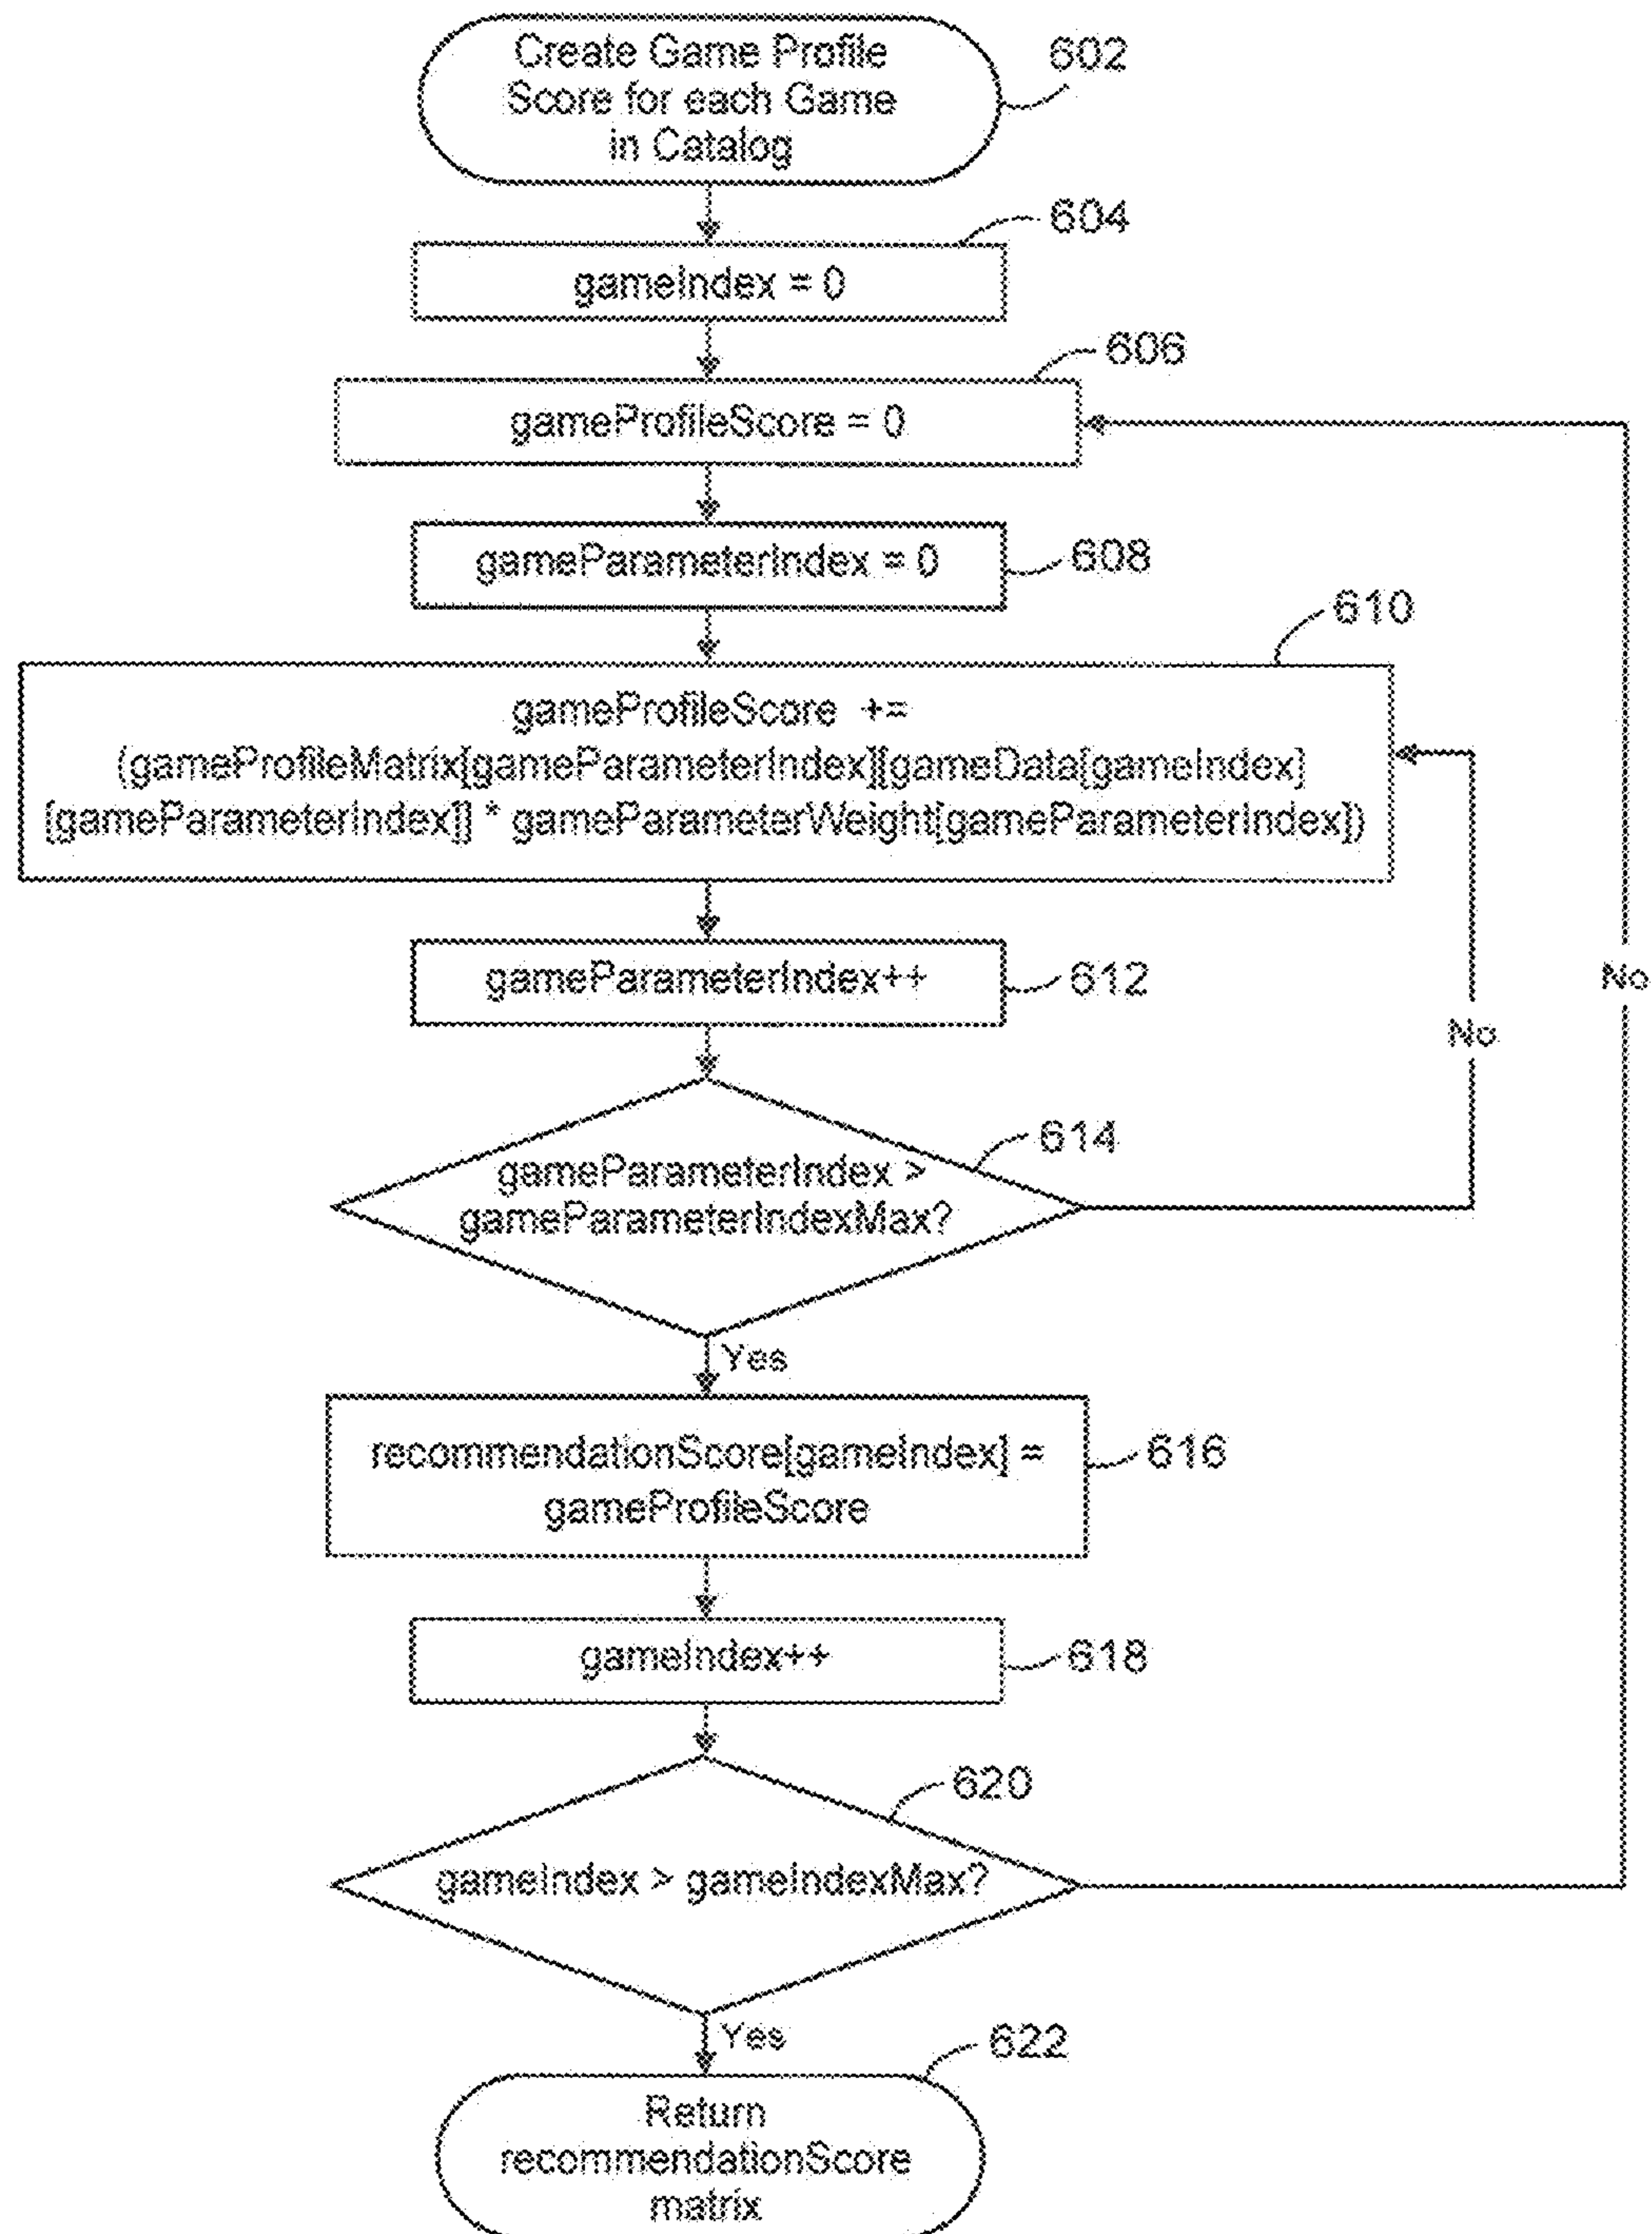 Create Game Profile
Score for each Game
in Catalog
602
604
gameIndex = 0
606
gameProfileScore = 0
gameParameterIndex = 0
608
610
gameProfileScore +=
(gameProfileMatrix[gameParameterIndex][gameData[gameIndex]
[gameParameterIndex]] * gameParameterWeight[gameParameterIndex])
gameParameterIndex++
612
No
No
614
gameParameterIndex >
gameParameterIndexMax?
Yes
recommendationScore[gameIndex] =
gameProfileScore
616
gameIndex++
618
620
gameIndex > gameIndexMax?
Yes
622
Return
recommendationScore
matrix